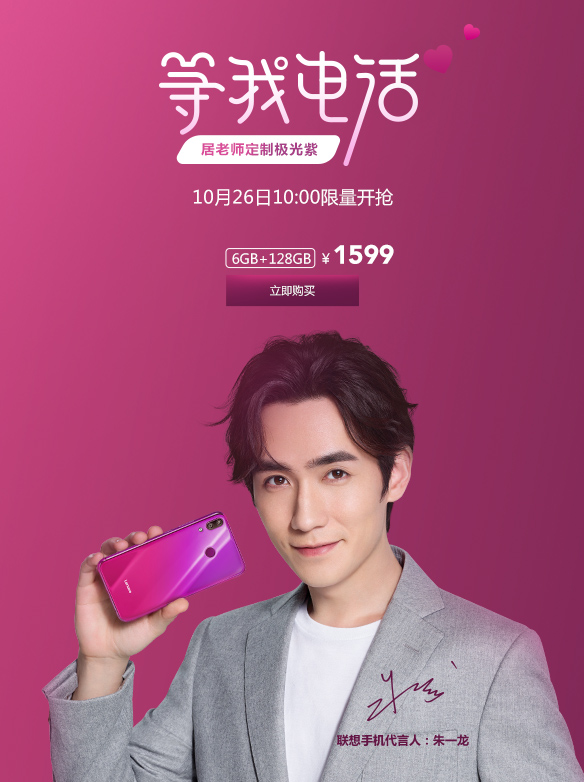 等我电话
居老师定制极光紫
10月26日10:00限量开抢
6GB+128GB ¥1599
立即购买
Lenovo
联想手机代言人：朱一龙